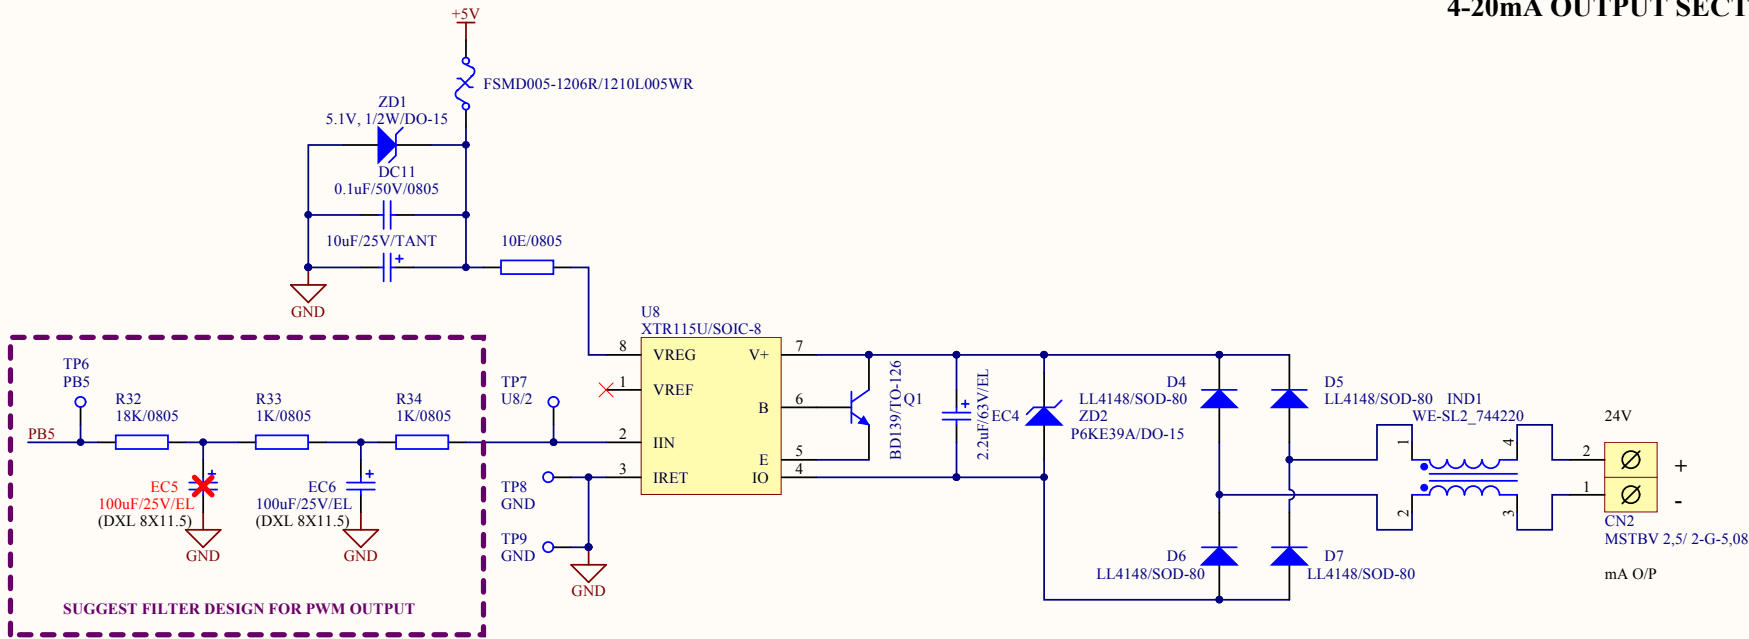 4-20mA OUTPUT SECT
+5V
FSMD005-1206R/1210L005WR
ZD1
5.1V, 1/2W/DO-15
DC11
0.1uF/50V/0805
10uF/25V/TANT
+
10E/0805
GND
U8
XTR115U/SOIC-8
8 VREG V+ 7
1 VREF
B 6
2 IIN
E 5
3 IRET IO 4
TP6
PB5
R32
18K/0805
R33
1K/0805
R34
1K/0805
TP7
U8/2
PB5
EC5
+
100uF/25V/EL
(DXL 8X11.5)
GND
EC6
+
100uF/25V/EL
(DXL 8X11.5)
GND
TP8
GND
TP9
GND
GND
SUGGEST FILTER DESIGN FOR PWM OUTPUT
BD139/TO-126
Q1
+
2.2uF/63V/EL
EC4
ZD2
P6KE39A/DO-15
D4
LL4148/SOD-80
D5
LL4148/SOD-80
D6
LL4148/SOD-80
D7
LL4148/SOD-80
IND1
WE-SL2_744220
1
4
2
3
24V
2
+
1
-
CN2
MSTBV 2,5/ 2-G-5,08
mA O/P